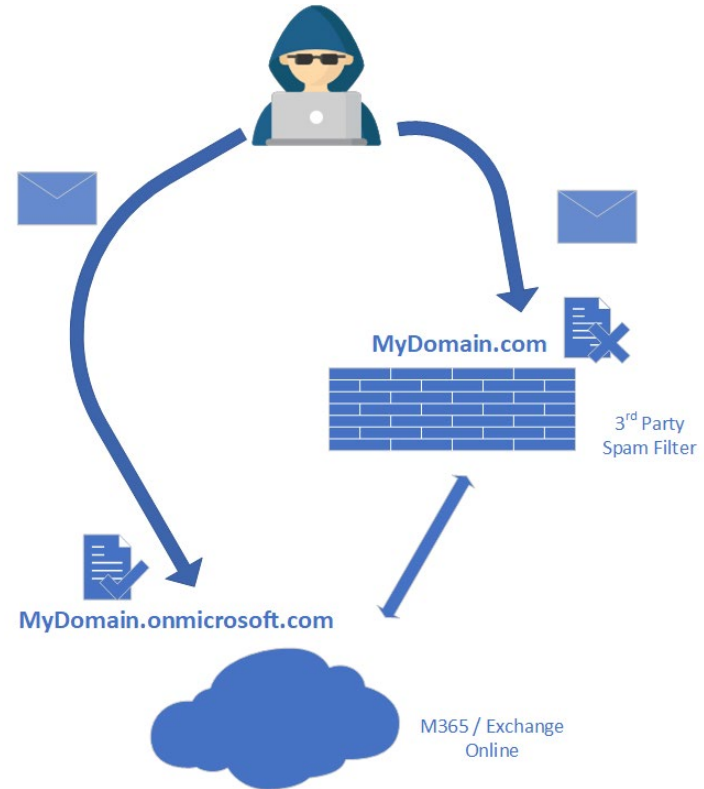 MyDomain.com
3rd Party
Spam Filter
MyDomain.onmicrosoft.com
M365 / Exchange
Online